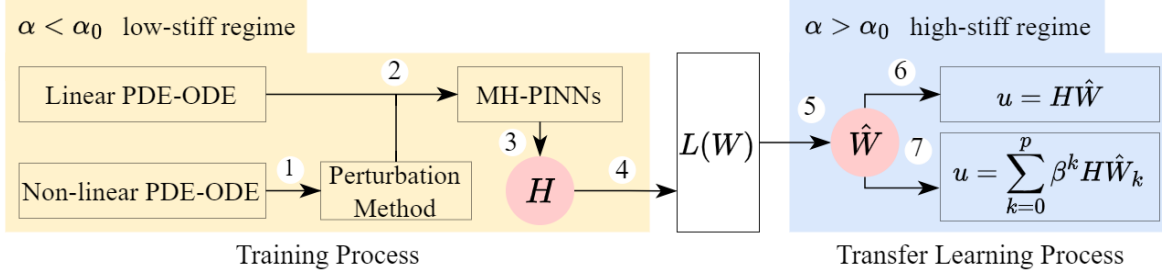 α < α₀ low-stiff regime
Linear PDE-ODE
2
MH-PINNs
3
Non-linear PDE-ODE
1
Perturbation
Method
H
4
Training Process
L(W)
5
α > α₀ high-stiff regime
Ŵ
6
u = HŴ
7
u = ∑_{k=0}^{p} β^k HŴ_k
Transfer Learning Process